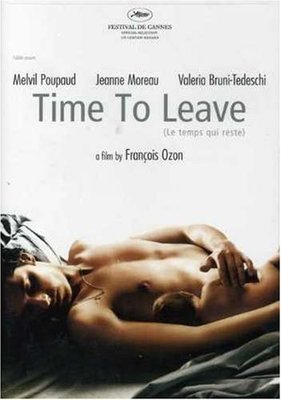 FESTIVAL DE CANNES
Melvil Poupaud Jeanne Moreau Valeria Bruni-Tedeschi
Time To Leave
(Le temps qui reste)
a film by François Ozon